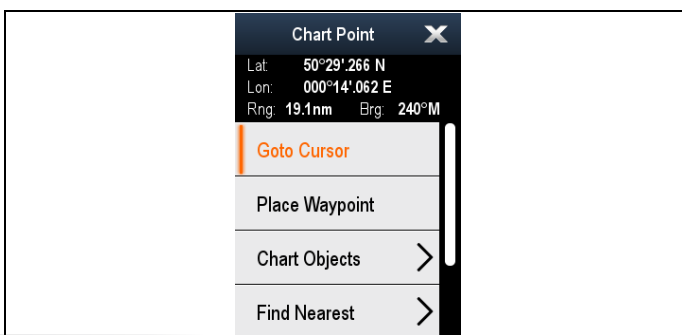 Chart Point
Lat: 50°29'.266 N
Lon: 000°14'.062 E
Rng: 19.1nm Brg: 240°M
Goto Cursor
Place Waypoint
Chart Objects
Find Nearest